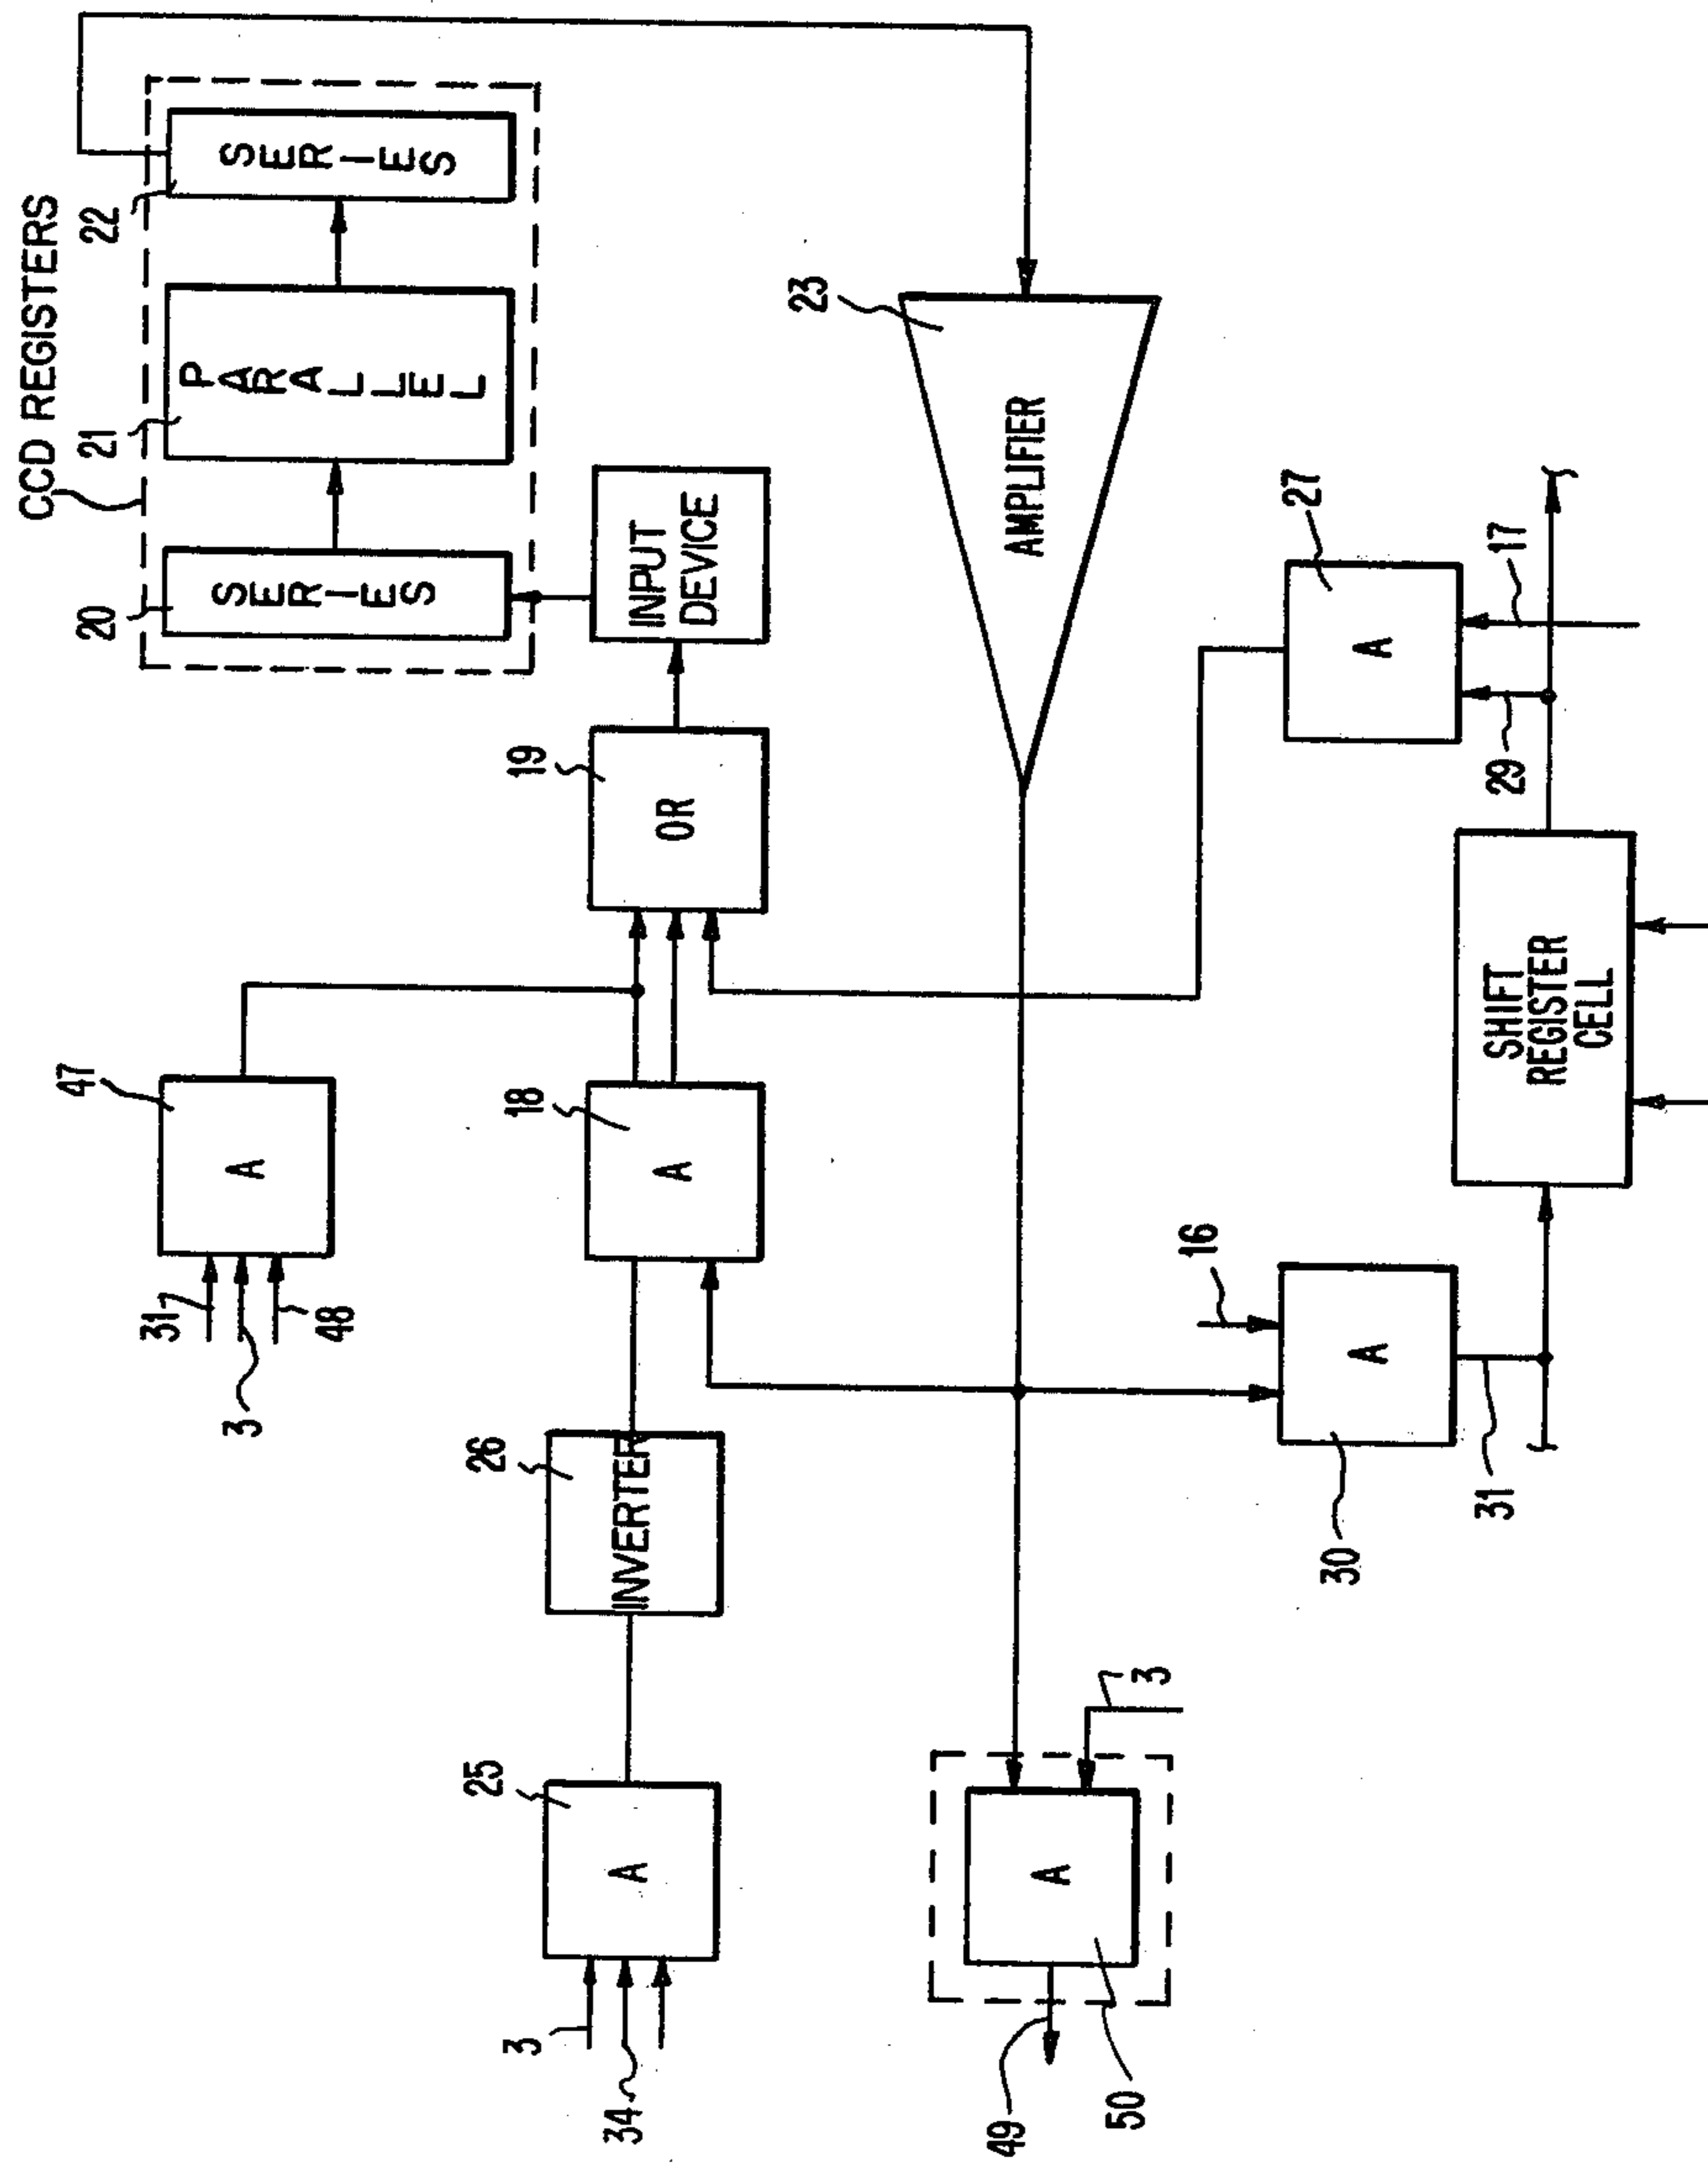 CCD REGISTERS
20
21
22
SERIES
PARALLEL
SERIES
INPUT
DEVICE
47
A
31
3
48
25
A
3
34
26
INVERTER
18
A
19
OR
23
AMPLIFIER
A
3
49
50
16
A
30
31
27
A
29
17
SHIFT
REGISTER
CELL